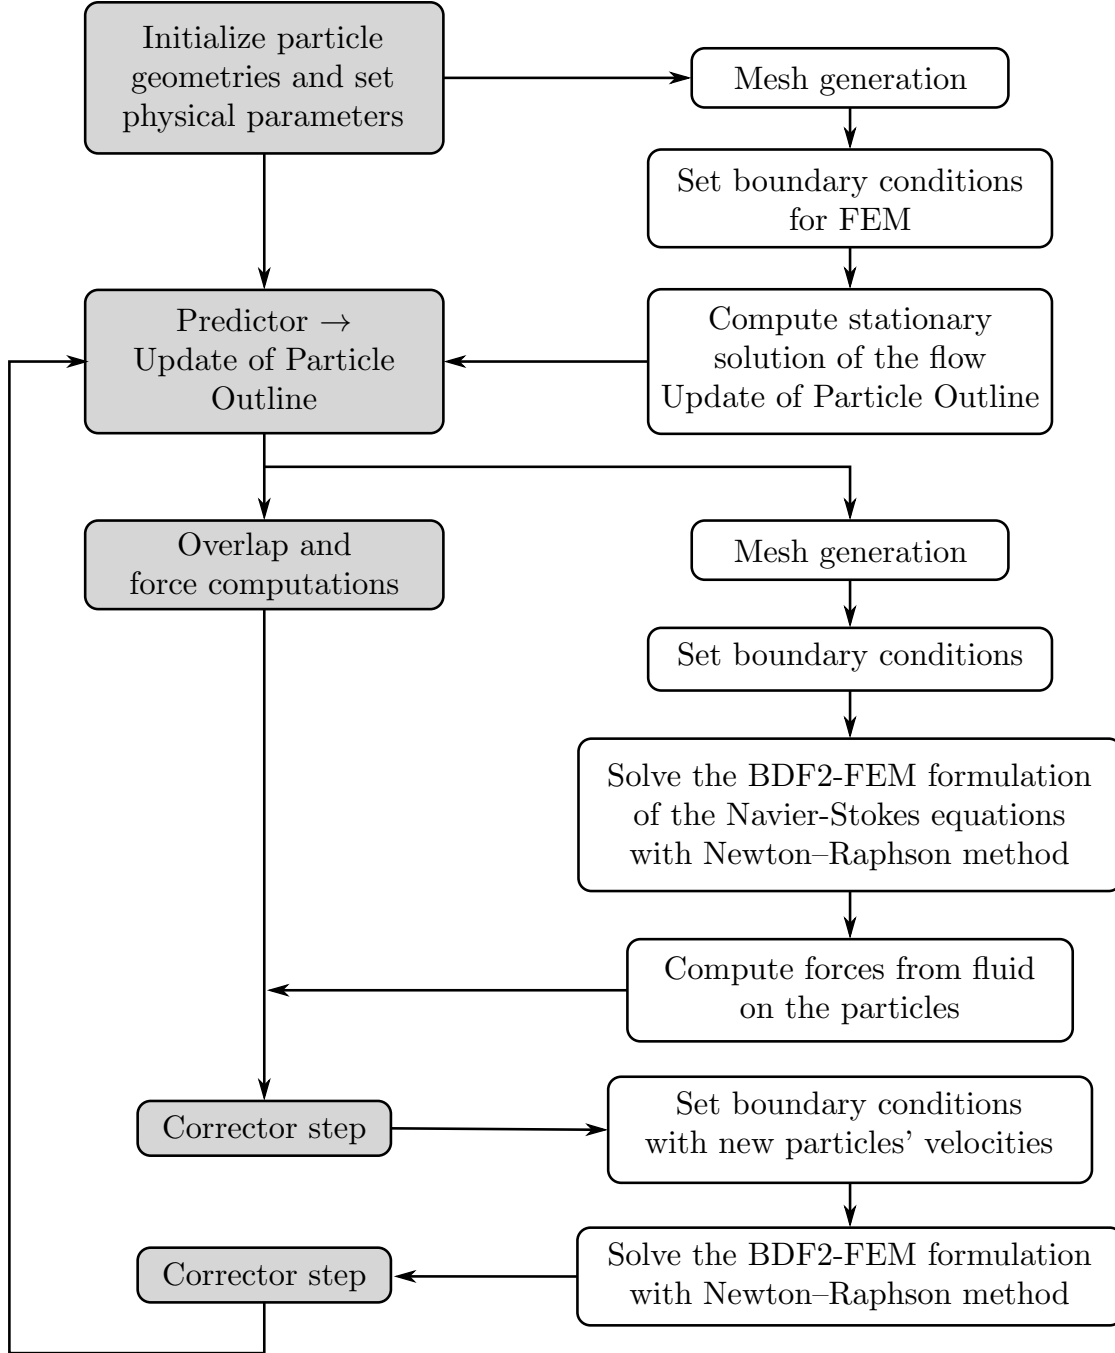 Initialize particle
geometries and set
physical parameters
Mesh generation
Set boundary conditions
for FEM
Predictor →
Update of Particle
Outline
Compute stationary
solution of the flow
Update of Particle Outline
Overlap and
force computations
Mesh generation
Set boundary conditions
Solve the BDF2-FEM formulation
of the Navier-Stokes equations
with Newton–Raphson method
Compute forces from fluid
on the particles
Corrector step
Set boundary conditions
with new particles’ velocities
Corrector step
Solve the BDF2-FEM formulation
with Newton–Raphson method